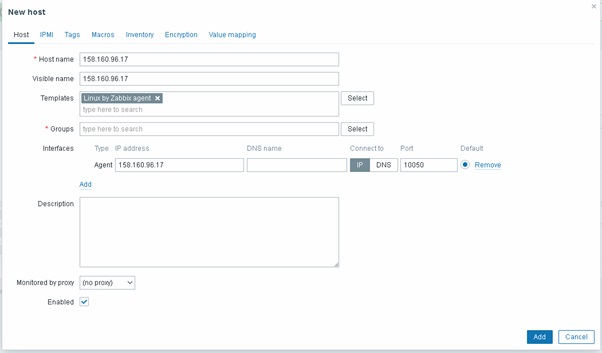 New host
Host IPMI Tags Macros Inventory Encryption Value mapping
* Host name 158.160.96.17
Visible name 158.160.96.17
Templates Linux by Zabbix agent Select
type here to search
* Groups type here to search Select
Interfaces Type IP address DNS name Connect to Port Default
Agent 158.160.96.17 IP DNS 10050 Remove
Add
Description
Monitored by proxy (no proxy)
Enabled
Add Cancel